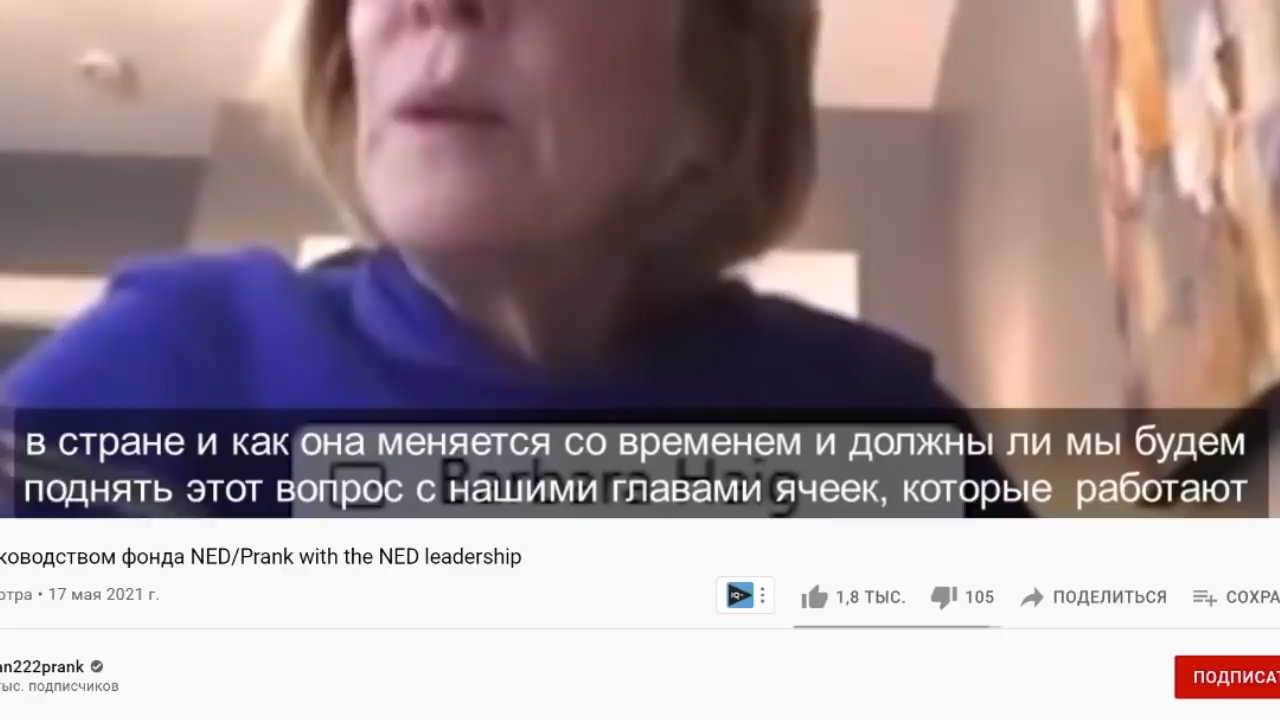 в стране и как она меняется со временем и должны ли мы будем
Barbara Haig
поднять этот вопрос с нашими главами ячеек, которые работают
ководством фонда NED/Prank with the NED leadership
отра • 17 мая 2021 г.
IQ
1,8 ТЫС.
105
ПОДЕЛИТЬСЯ
СОХРА
an222prank
тыс. подписчиков
ПОДПИСАТ